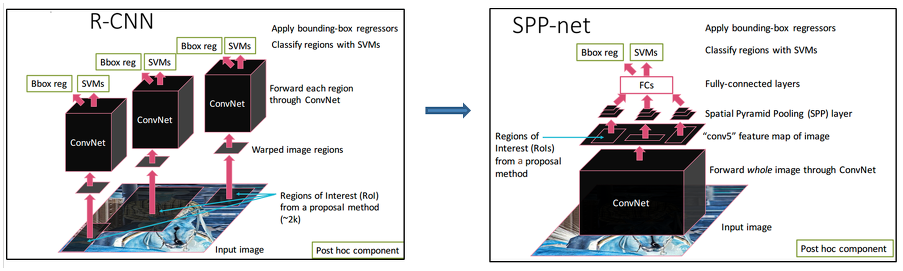 R-CNN
Apply bounding-box regressors
Bbox reg SVMs
Classify regions with SVMs
Bbox reg SVMs
Bbox reg SVMs
Forward each region
through ConvNet
ConvNet
ConvNet
ConvNet
Warped image regions
Regions of Interest (RoI)
from a proposal method
(~2k)
Input image
Post hoc component
SPP-net
Apply bounding-box regressors
Bbox reg SVMs
Classify regions with SVMs
FCs
Fully-connected layers
Spatial Pyramid Pooling (SPP) layer
Regions of
Interest (RoIs)
from a proposal
method
“conv5” feature map of image
Forward whole image through ConvNet
ConvNet
Input image
Post hoc component